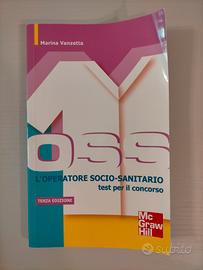 Marina Vanzetta
OSS
L'OPERATORE SOCIO-SANITARIO
test per il concorso
TERZA EDIZIONE
Mc
Graw
Hill
subito